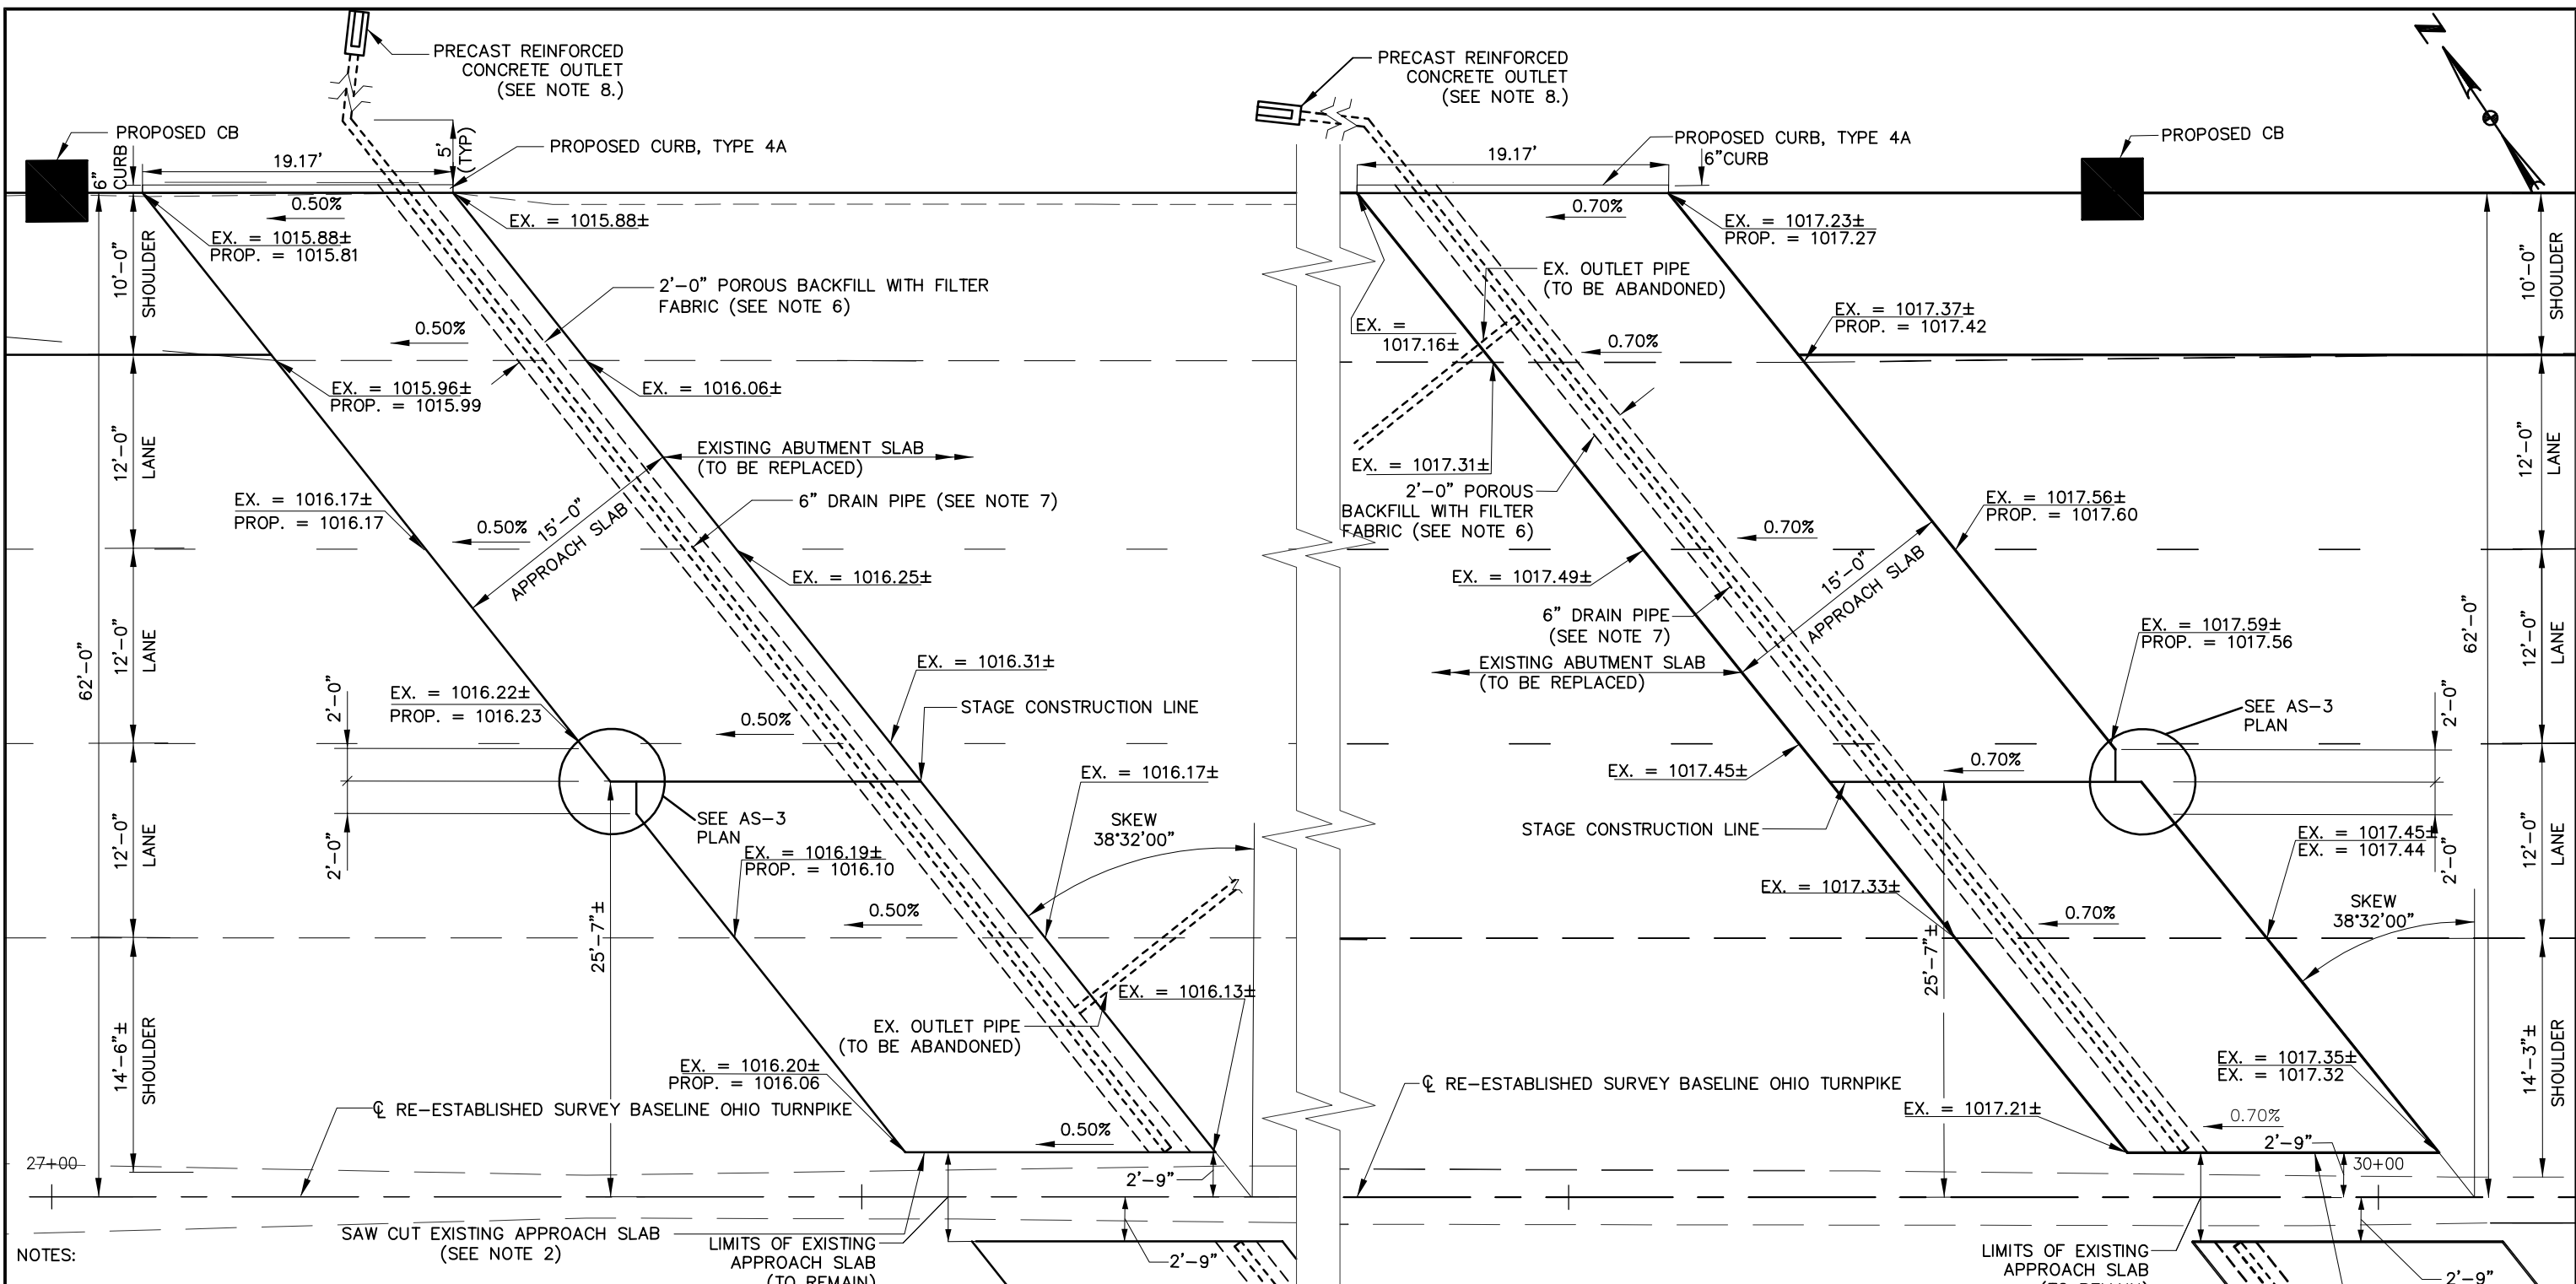 PRECAST REINFORCED
CONCRETE OUTLET
(SEE NOTE 8.)
PROPOSED CB
6"
CURB
19.17'
5'
(TYP)
PROPOSED CURB, TYPE 4A
0.50%
EX. = 1015.88±
EX. = 1015.88±
PROP. = 1015.81
10'-0"
SHOULDER
2'-0" POROUS BACKFILL WITH FILTER
FABRIC (SEE NOTE 6)
0.50%
EX. = 1015.96±
PROP. = 1015.99
EX. = 1016.06±
12'-0"
LANE
EXISTING ABUTMENT SLAB
(TO BE REPLACED)
EX. = 1016.17±
PROP. = 1016.17
6" DRAIN PIPE (SEE NOTE 7)
0.50%
15'-0"
APPROACH SLAB
EX. = 1016.25±
62'-0"
12'-0"
LANE
EX. = 1016.31±
2'-0"
EX. = 1016.22±
PROP. = 1016.23
STAGE CONSTRUCTION LINE
0.50%
EX. = 1016.17±
2'-0"
12'-0"
LANE
SEE AS-3
PLAN
SKEW
38°32'00"
EX. = 1016.19±
PROP. = 1016.10
0.50%
25'-7"±
EX. = 1016.13±
14'-6"±
SHOULDER
EX. OUTLET PIPE
(TO BE ABANDONED)
EX. = 1016.20±
PROP. = 1016.06
℄ RE-ESTABLISHED SURVEY BASELINE OHIO TURNPIKE
0.50%
27+00
2'-9"
SAW CUT EXISTING APPROACH SLAB
(SEE NOTE 2)
LIMITS OF EXISTING
APPROACH SLAB
(TO REMAIN)
2'-9"
NOTES:
PRECAST REINFORCED
CONCRETE OUTLET
(SEE NOTE 8.)
N
19.17'
PROPOSED CURB, TYPE 4A
6"CURB
PROPOSED CB
0.70%
EX. = 1017.23±
PROP. = 1017.27
EX. =
1017.16±
EX. OUTLET PIPE
(TO BE ABANDONED)
10'-0"
SHOULDER
EX. = 1017.37±
PROP. = 1017.42
0.70%
EX. = 1017.31±
2'-0" POROUS
BACKFILL WITH FILTER
FABRIC (SEE NOTE 6)
12'-0"
LANE
EX. = 1017.56±
PROP. = 1017.60
0.70%
EX. = 1017.49±
15'-0"
APPROACH SLAB
6" DRAIN PIPE
(SEE NOTE 7)
62'-0"
12'-0"
LANE
EX. = 1017.59±
PROP. = 1017.56
EXISTING ABUTMENT SLAB
(TO BE REPLACED)
SEE AS-3
PLAN
2'-0"
EX. = 1017.45±
0.70%
STAGE CONSTRUCTION LINE
EX. = 1017.45±
EX. = 1017.44
12'-0"
LANE
2'-0"
EX. = 1017.33±
0.70%
SKEW
38°32'00"
25'-7"±
14'-3"±
SHOULDER
EX. = 1017.35±
EX. = 1017.32
℄ RE-ESTABLISHED SURVEY BASELINE OHIO TURNPIKE
EX. = 1017.21±
0.70%
2'-9"
30+00
LIMITS OF EXISTING
APPROACH SLAB
(TO REMAIN)
2'-9"